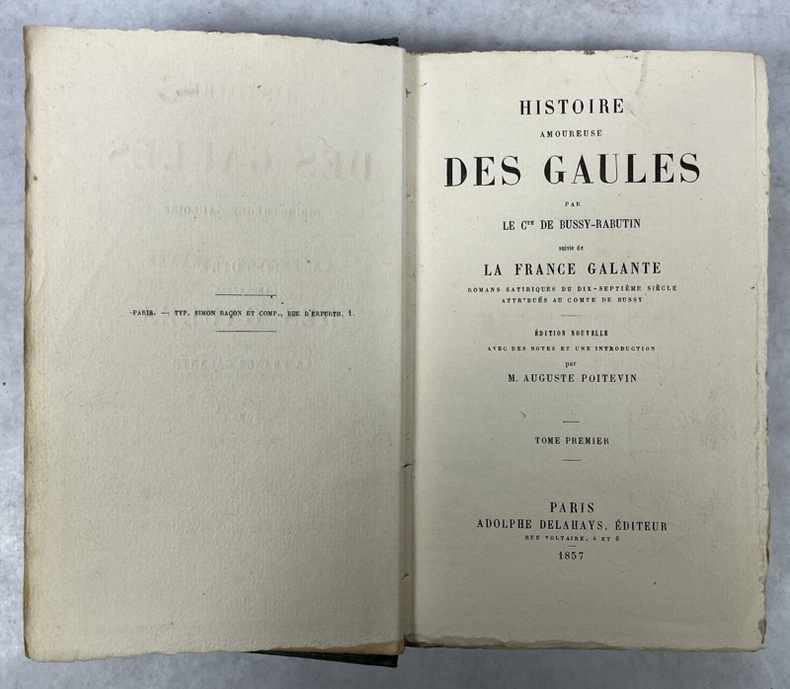 PARIS. — TYP. SIMON RAÇON ET COMP., RUE D'ERFURTH, 1.
HISTOIRE
AMOUREUSE
DES GAULES
PAR
LE CTE DE BUSSY-RABUTIN
suivie de
LA FRANCE GALANTE
ROMANS SATIRIQUES DU DIX-SEPTIÈME SIÈCLE
ATTRIBUÉS AU COMTE DE BUSSY
ÉDITION NOUVELLE
AVEC DES NOTES ET UNE INTRODUCTION
par
M. AUGUSTE POITEVIN
TOME PREMIER
PARIS
ADOLPHE DELAHAYS, ÉDITEUR
RUE VOLTAIRE, 4 ET 6
1857